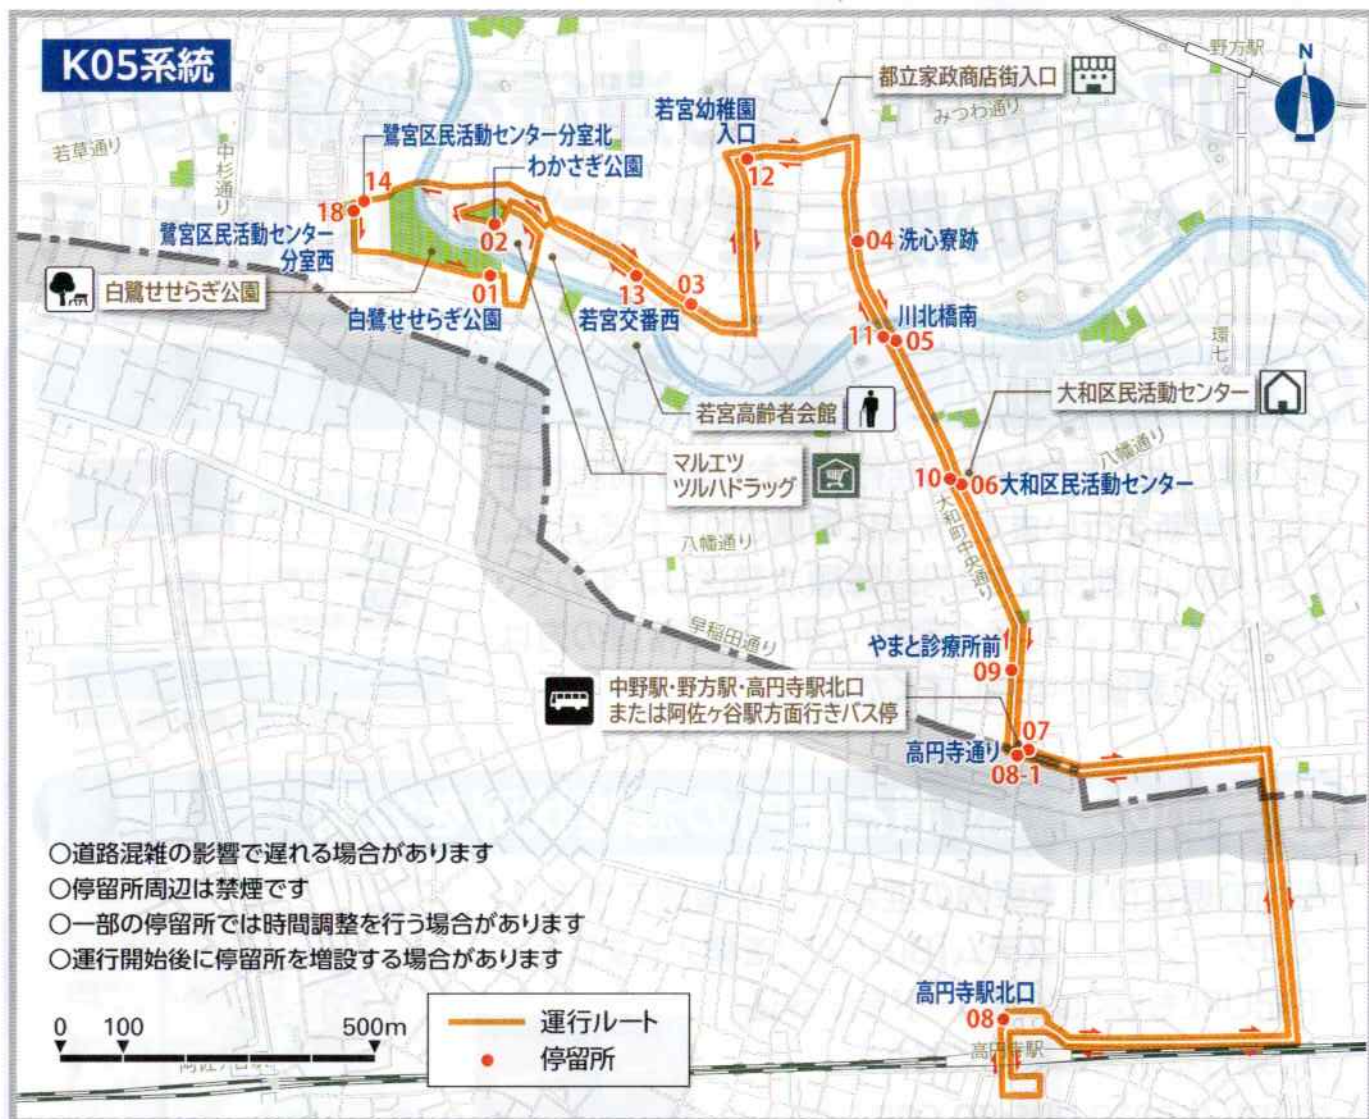 K05系統
野方駅
N
都立家政商店街入口
みつわ通り
若宮幼稚園
入口
12
若草通り
中杉通り
鷺宮区民活動センター分室北
わかさぎ公園
14
18
鷺宮区民活動センター
分室西
02
04 洗心寮跡
白鷺せせらぎ公園
01
白鷺せせらぎ公園
13
03
若宮交番西
川北橋南
11
05
環七
若宮高齢者会館
大和区民活動センター
八幡通り
マルエツ
ツルハドラッグ
10
06 大和区民活動センター
大和町中央通り
八幡通り
早稲田通り
やまと診療所前
09
中野駅・野方駅・高円寺駅北口
または阿佐ヶ谷駅方面行きバス停
07
高円寺通り
08-1
○道路混雑の影響で遅れる場合があります
○停留所周辺は禁煙です
○一部の停留所では時間調整を行う場合があります
○運行開始後に停留所を増設する場合があります
高円寺駅北口
08
高円寺駅
0 100 500m
運行ルート
停留所